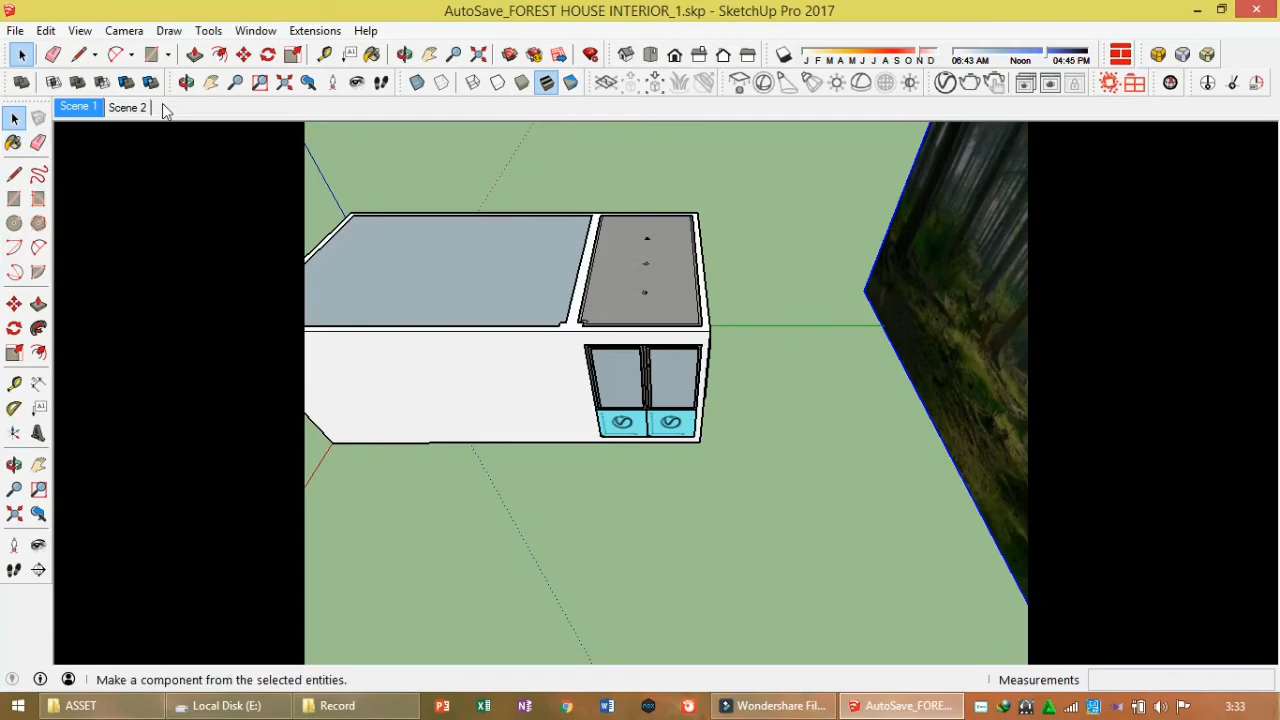 AutoSave_FOREST HOUSE INTERIOR_1.skp - SketchUp Pro 2017
File Edit View Camera Draw Tools Window Extensions Help
J F M A M J J A S O N D 06:43 AM Noon 04:45 PM
Scene 1 Scene 2
Make a component from the selected entities. Measurements
ASSET Local Disk (E:) Record Wondershare Fil... AutoSave_FORE... 3:33